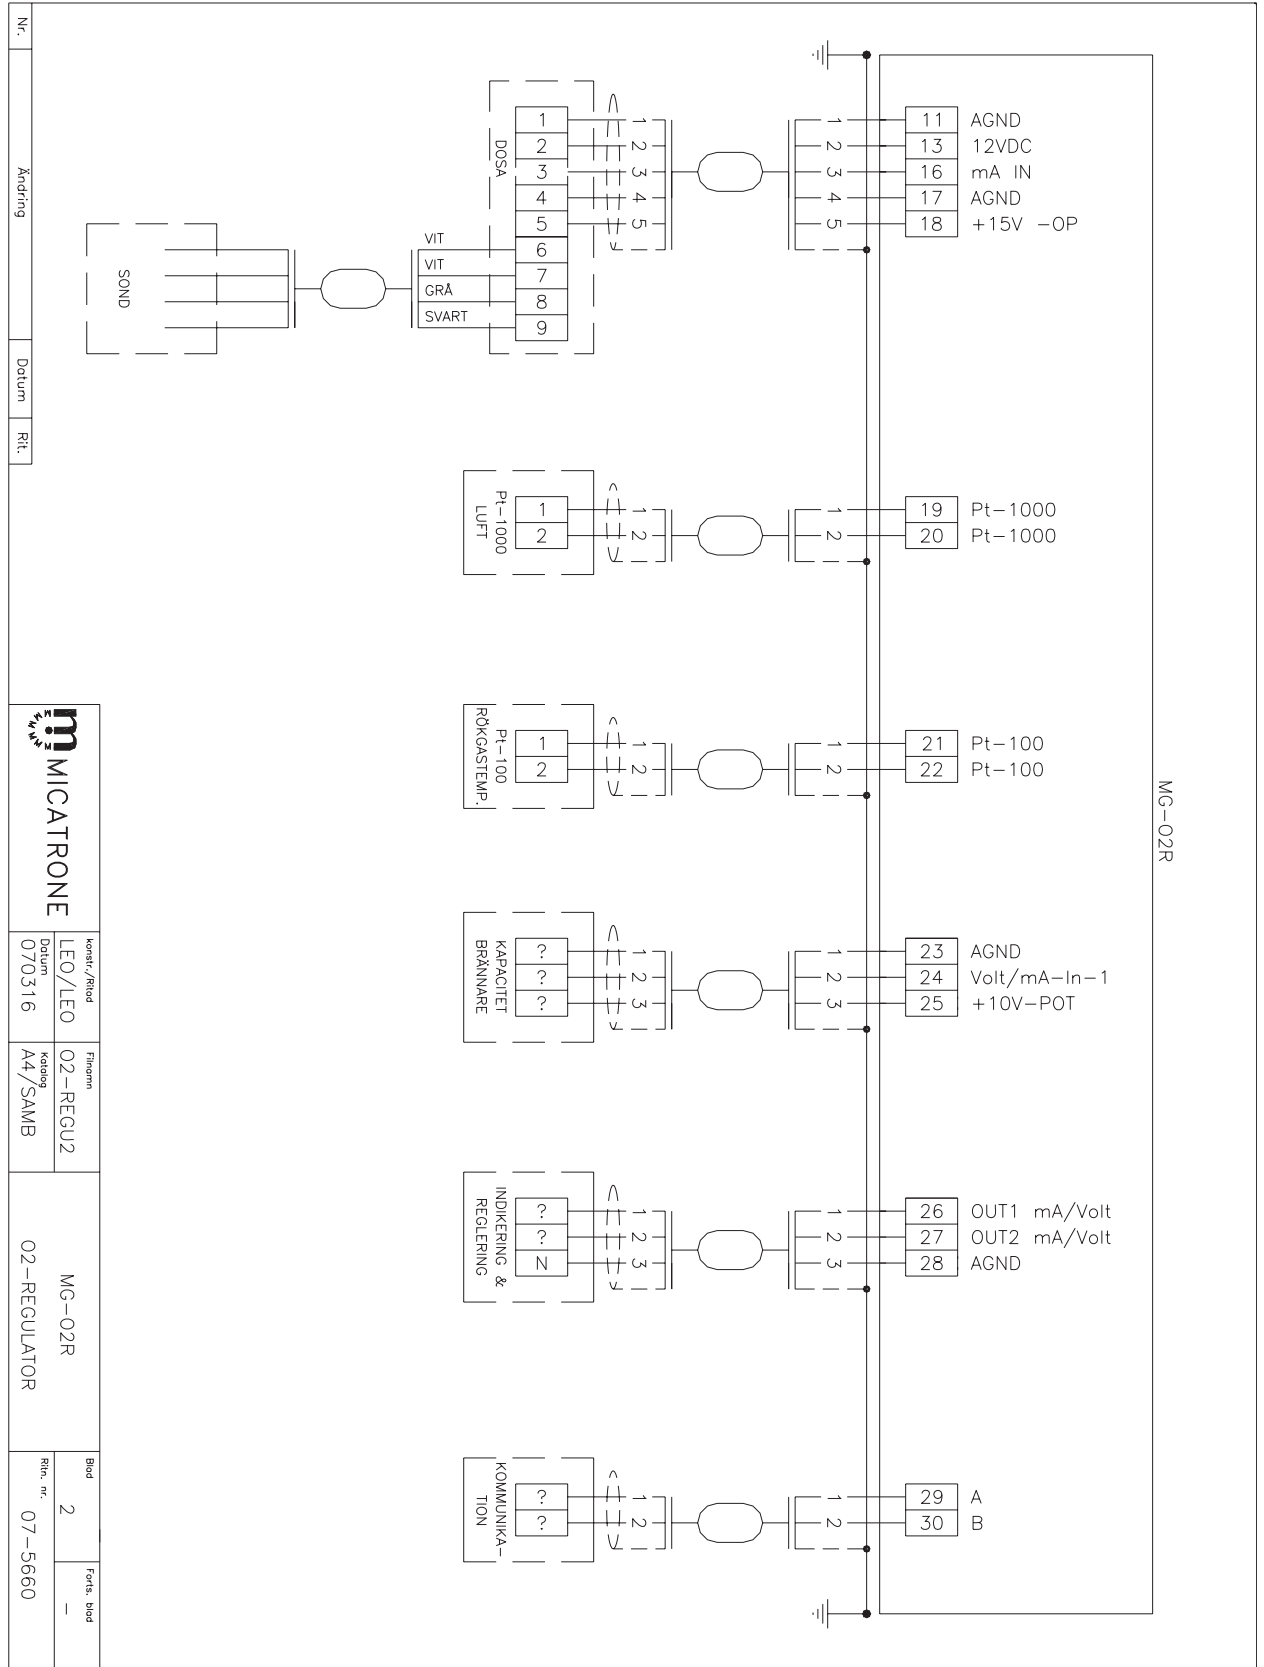 MG-02R
11 AGND
13 12VDC
16 mA IN
17 AGND
18 +15V -OP
1
2
3
4
5
1
2
3
4
5
DOSA
1
2
3
4
5
6
7
8
9
VIT
VIT
GRÅ
SVART
SOND
19 Pt-1000
20 Pt-1000
1
2
1
2
1
2
Pt-1000
LUFT
21 Pt-100
22 Pt-100
1
2
1
2
1
2
Pt-100
RÖKGASTEMP.
23 AGND
24 Volt/mA-In-1
25 +10V-POT
1
2
3
1
2
3
?
?
?
KAPACITET
BRÄNNARE
26 OUT1 mA/Volt
27 OUT2 mA/Volt
28 AGND
1
2
3
1
2
3
?
?
N
INDIKERING &
REGLERING
29 A
30 B
1
2
1
2
?
?
KOMMUNIKA-
TION
Nr.
Ändring
Datum
Rit.
m MICATRONE
konstr./Ritad
LEO/LEO
Datum
070316
Filnamn
O2-REGU2
Katalog
A4/SAMB
MG-02R
O2-REGULATOR
Blad
2
Forts. blad
-
Ritn. nr.
07-5660